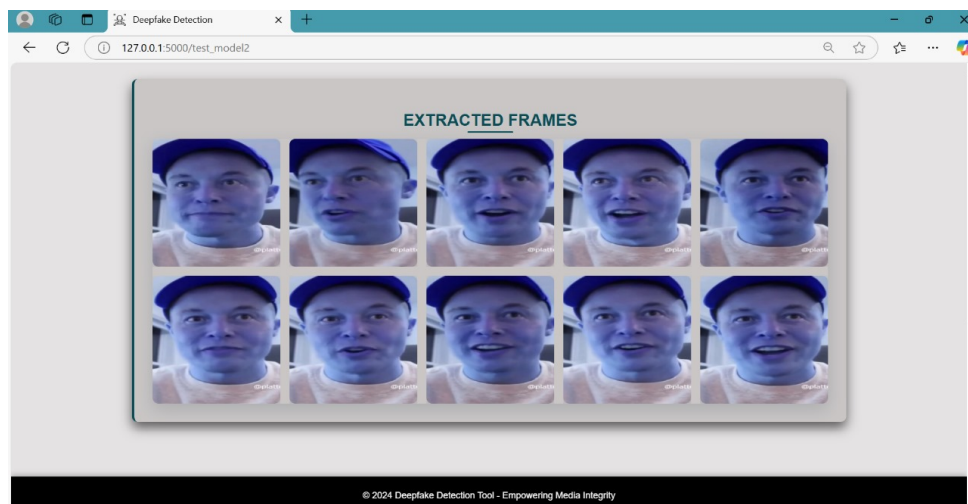 Deepfake Detection
127.0.0.1:5000/test_model2
EXTRACTED FRAMES
© 2024 Deepfake Detection Tool - Empowering Media Integrity